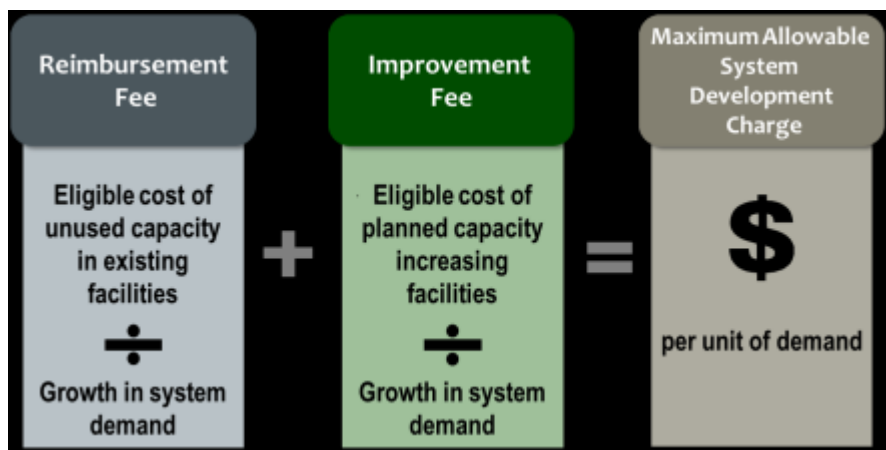 Reimbursement
Fee
Eligible cost of
unused capacity
in existing
facilities
÷
Growth in system
demand
+
Improvement
Fee
Eligible cost of
planned capacity
increasing
facilities
÷
Growth in system
demand
=
Maximum Allowable
System
Development
Charge
$
per unit of demand